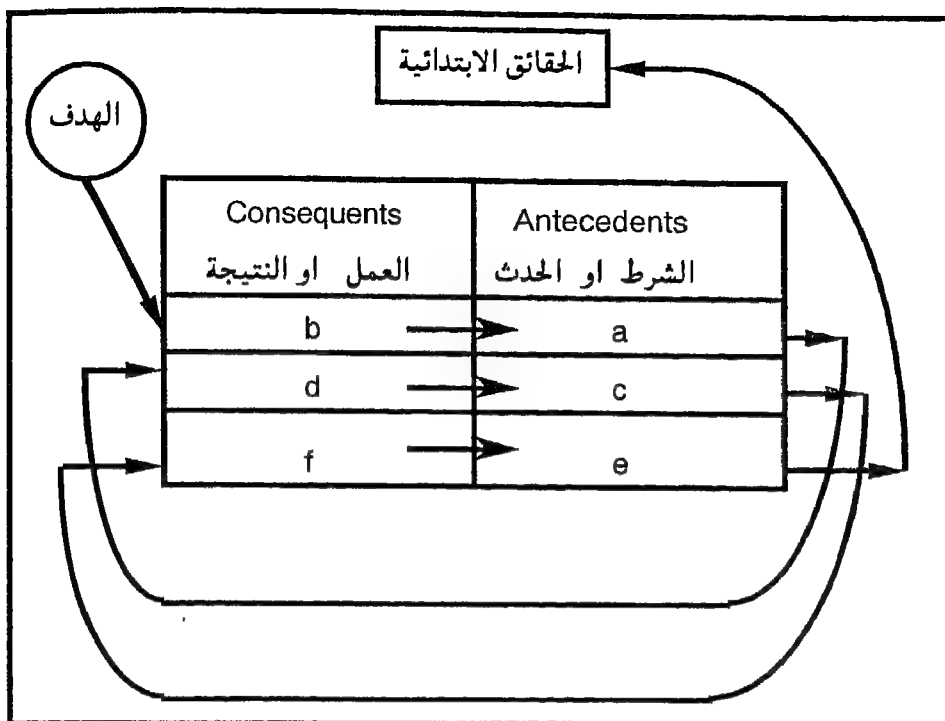 الحقائق الابتدائية
الهدف
Consequents
العمل او النتيجة
Antecedents
الشرط او الحدث
b
a
d
c
f
e